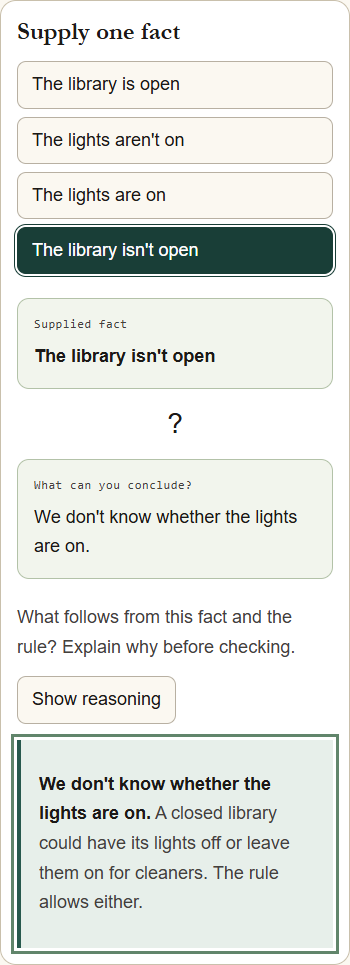 Supply one fact
The library is open
The lights aren't on
The lights are on
The library isn't open
Supplied fact
The library isn't open
?
What can you conclude?
We don't know whether the lights
are on.
What follows from this fact and the
rule? Explain why before checking.
Show reasoning
We don't know whether the
lights are on. A closed library
could have its lights off or leave
them on for cleaners. The rule
allows either.